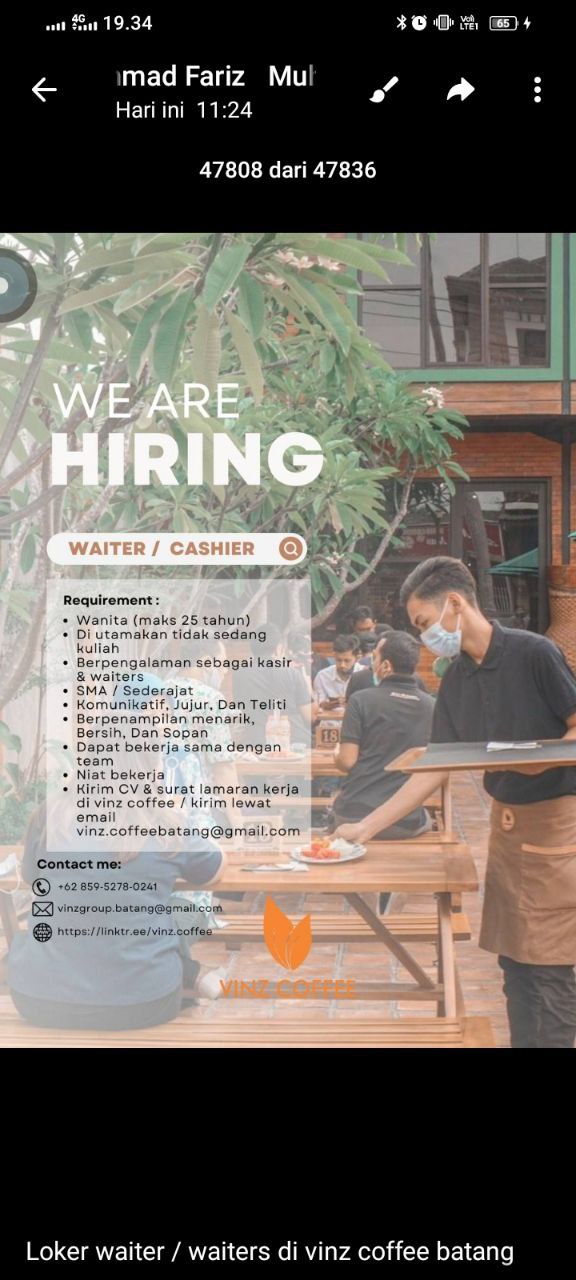 4G 19.34 Vo)) LTE1 65
mad Fariz Mul
Hari ini 11:24
47808 dari 47836
WE ARE
HIRING
WAITER / CASHIER
Requirement :
• Wanita (maks 25 tahun)
• Di utamakan tidak sedang
kuliah
• Berpengalaman sebagai kasir
& waiters
• SMA / Sederajat
• Komunikatif, Jujur, Dan Teliti
• Berpenampilan menarik,
Bersih, Dan Sopan
• Dapat bekerja sama dengan
team
• Niat bekerja
• Kirim CV & surat lamaran kerja
di vinz coffee / kirim lewat
email
vinz.coffeebatang@gmail.com
18
Contact me:
+62 859-5278-0241
vinzgroup.batang@gmail.com
https://linktr.ee/vinz.coffee
VINZ COFFEE
Loker waiter / waiters di vinz coffee batang